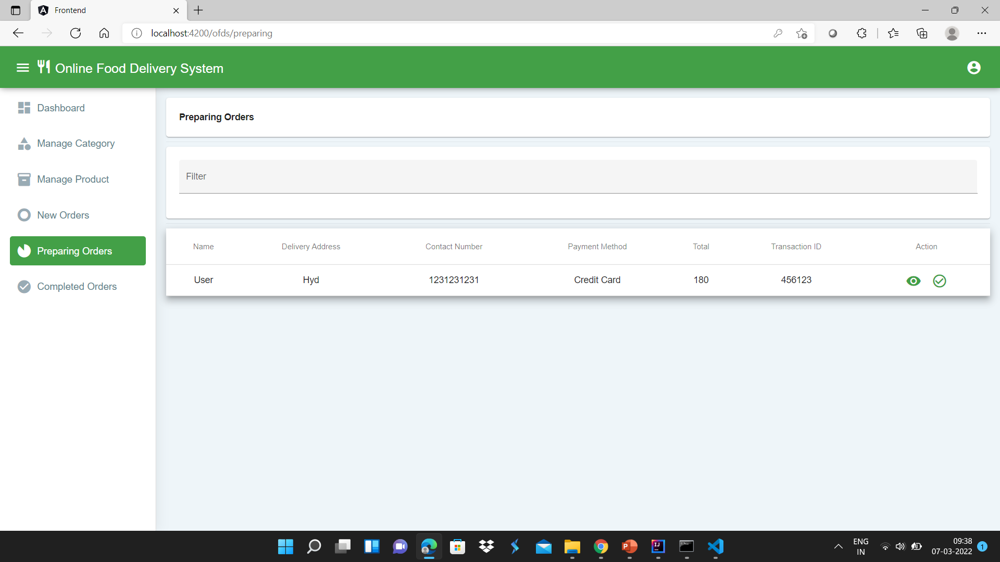 Frontend
localhost:4200/ofds/preparing
Online Food Delivery System
Dashboard
Manage Category
Manage Product
New Orders
Preparing Orders
Completed Orders
Preparing Orders
Filter
Name Delivery Address Contact Number Payment Method Total Transaction ID Action
User Hyd 1231231231 Credit Card 180 456123
ENG
IN
09:38
07-03-2022
1